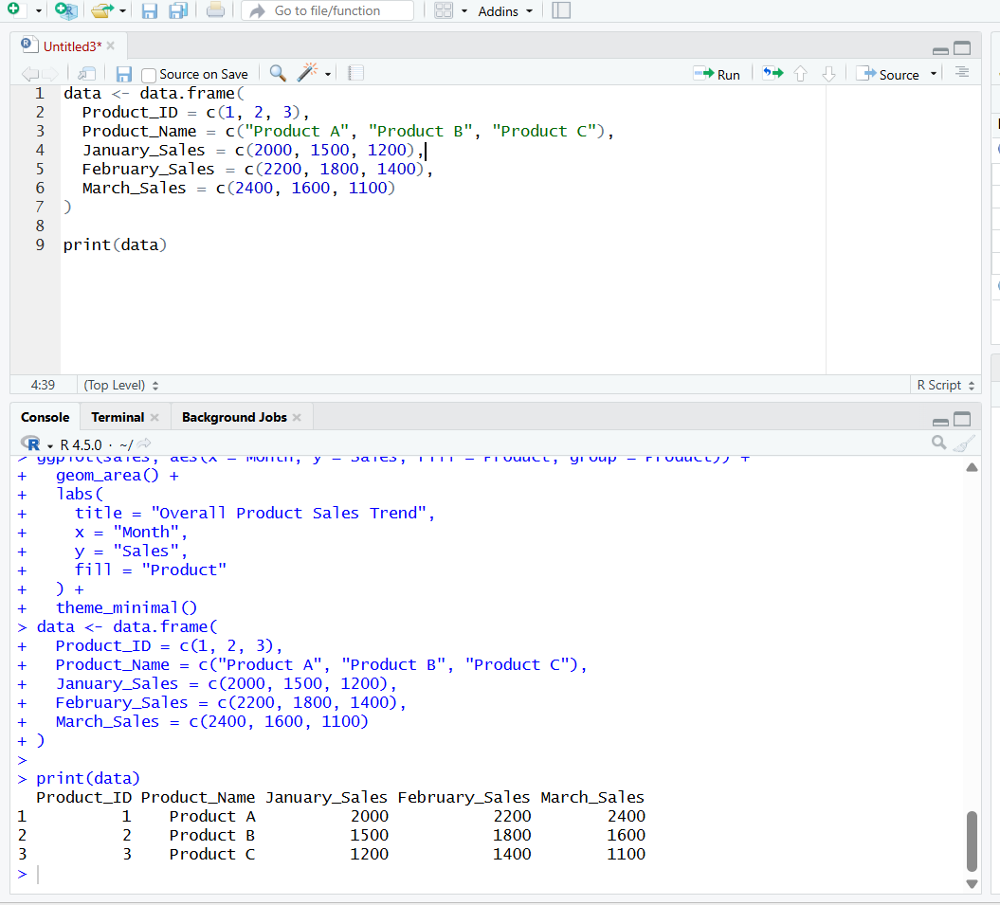 Go to file/function Addins
Untitled3*
Source on Save Run Source
1 data <- data.frame(
2   Product_ID = c(1, 2, 3),
3   Product_Name = c("Product A", "Product B", "Product C"),
4   January_Sales = c(2000, 1500, 1200),
5   February_Sales = c(2200, 1800, 1400),
6   March_Sales = c(2400, 1600, 1100)
7 )
8
9 print(data)
4:39 (Top Level) R Script
Console Terminal Background Jobs
R R 4.5.0 · ~/
> ggplot(sales, aes(x = Month, y = Sales, fill = Product, group = Product)) +
+   geom_area() +
+   labs(
+     title = "Overall Product Sales Trend",
+     x = "Month",
+     y = "Sales",
+     fill = "Product"
+   ) +
+   theme_minimal()
> data <- data.frame(
+   Product_ID = c(1, 2, 3),
+   Product_Name = c("Product A", "Product B", "Product C"),
+   January_Sales = c(2000, 1500, 1200),
+   February_Sales = c(2200, 1800, 1400),
+   March_Sales = c(2400, 1600, 1100)
+ )
>
> print(data)
  Product_ID Product_Name January_Sales February_Sales March_Sales
1          1    Product A          2000           2200        2400
2          2    Product B          1500           1800        1600
3          3    Product C          1200           1400        1100
>